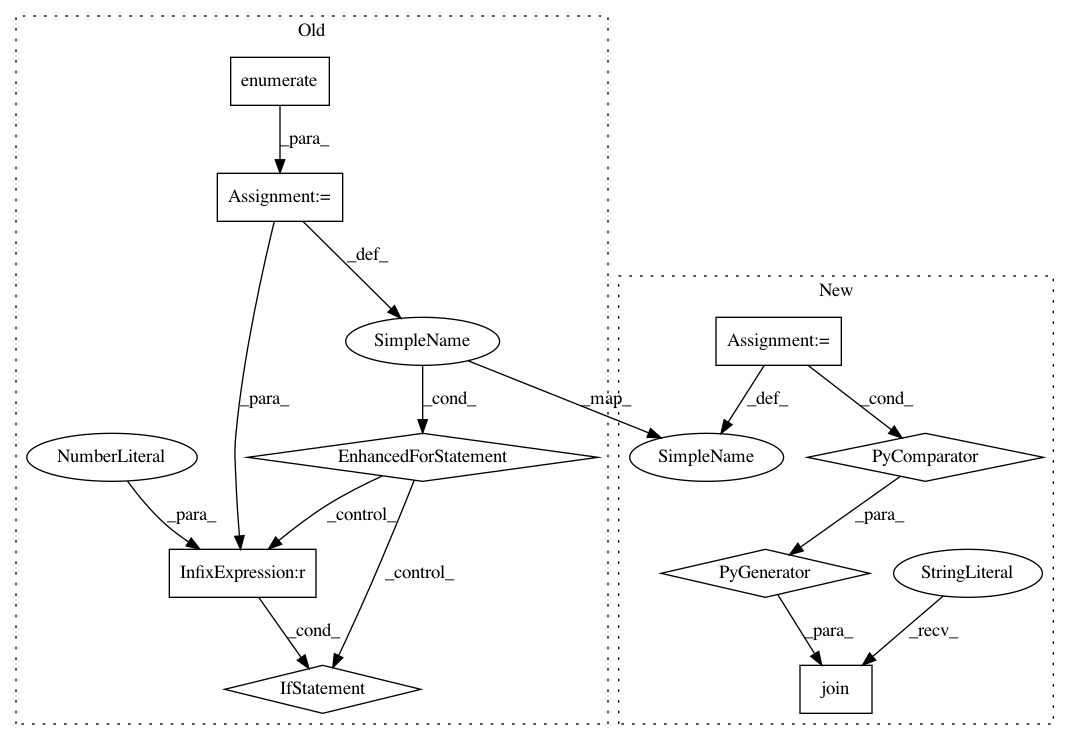 Old
enumerate
_para_
Assignment:=
_def_
New
SimpleName
Assignment:=
_para_
_cond_
_map_
_def_
_cond_
NumberLiteral
EnhancedForStatement
SimpleName
PyComparator
_para_
_control_
_para_
InfixExpression:r
_control_
PyGenerator
StringLiteral
_cond_
_para_
_recv_
IfStatement
join